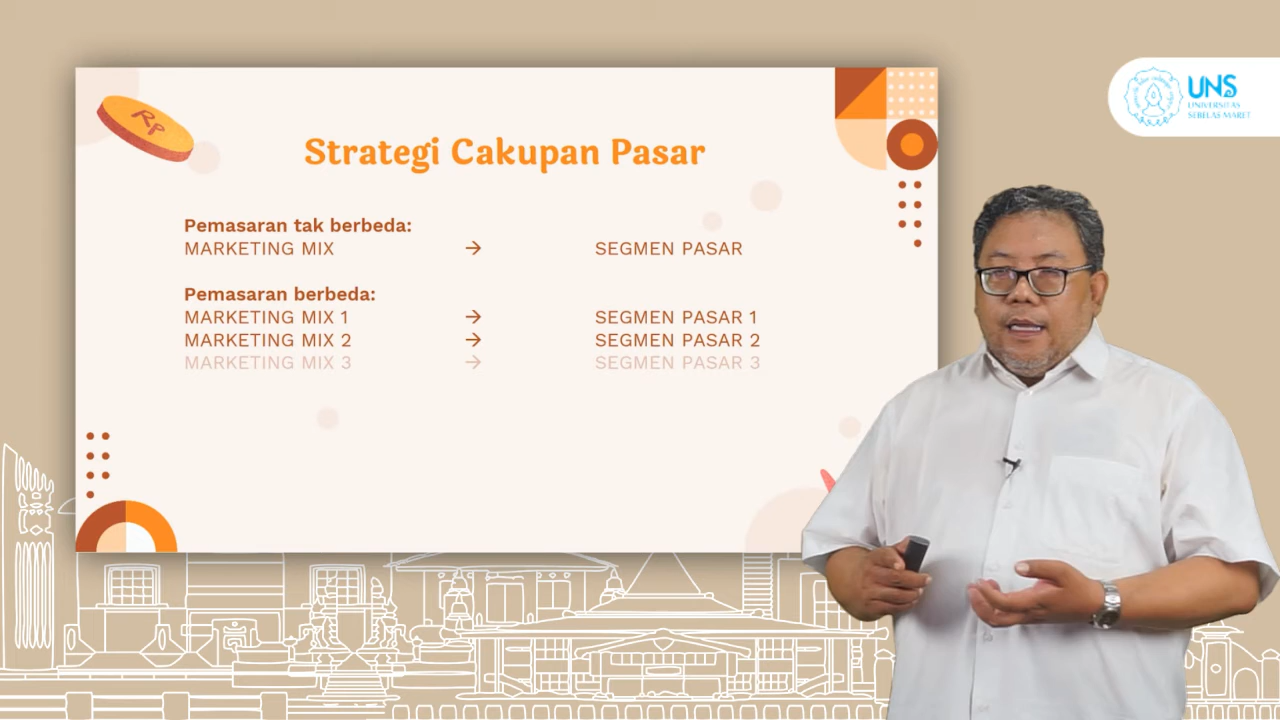 Rp
Strategi Cakupan Pasar
Pemasaran tak berbeda:
MARKETING MIX → SEGMEN PASAR
Pemasaran berbeda:
MARKETING MIX 1 → SEGMEN PASAR 1
MARKETING MIX 2 → SEGMEN PASAR 2
MARKETING MIX 3 → SEGMEN PASAR 3
UNS
UNIVERSITAS
SEBELAS MARET